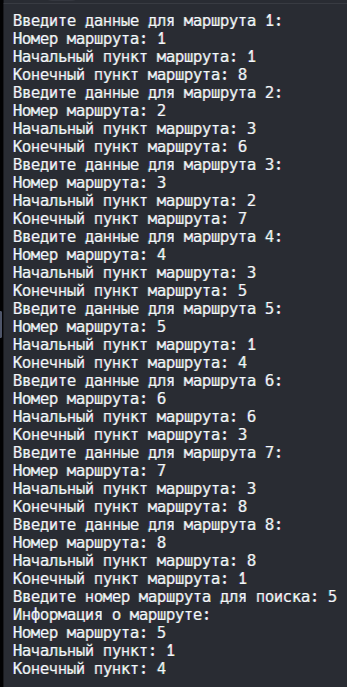 Введите данные для маршрута 1:
Номер маршрута: 1
Начальный пункт маршрута: 1
Конечный пункт маршрута: 8
Введите данные для маршрута 2:
Номер маршрута: 2
Начальный пункт маршрута: 3
Конечный пункт маршрута: 6
Введите данные для маршрута 3:
Номер маршрута: 3
Начальный пункт маршрута: 2
Конечный пункт маршрута: 7
Введите данные для маршрута 4:
Номер маршрута: 4
Начальный пункт маршрута: 3
Конечный пункт маршрута: 5
Введите данные для маршрута 5:
Номер маршрута: 5
Начальный пункт маршрута: 1
Конечный пункт маршрута: 4
Введите данные для маршрута 6:
Номер маршрута: 6
Начальный пункт маршрута: 6
Конечный пункт маршрута: 3
Введите данные для маршрута 7:
Номер маршрута: 7
Начальный пункт маршрута: 3
Конечный пункт маршрута: 8
Введите данные для маршрута 8:
Номер маршрута: 8
Начальный пункт маршрута: 8
Конечный пункт маршрута: 1
Введите номер маршрута для поиска: 5
Информация о маршруте:
Номер маршрута: 5
Начальный пункт: 1
Конечный пункт: 4